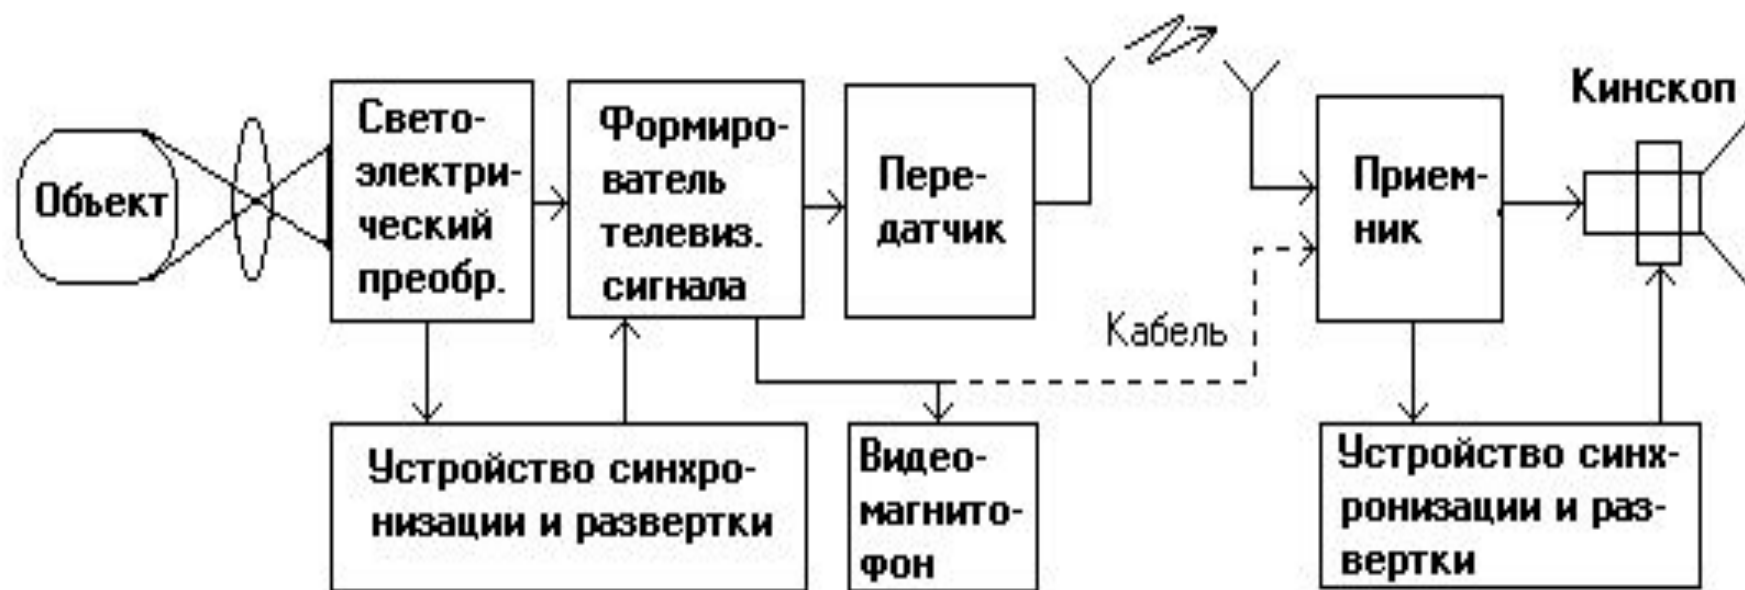 Объект
Свето-
электри-
ческий
преобр.
Формиро-
ватель
телевиз.
сигнала
Пере-
датчик
Прием-
ник
Кинскоп
Кабель
Устройство синхро-
низации и развертки
Видео-
магнито-
фон
Устройство синх-
ронизации и раз-
вертки